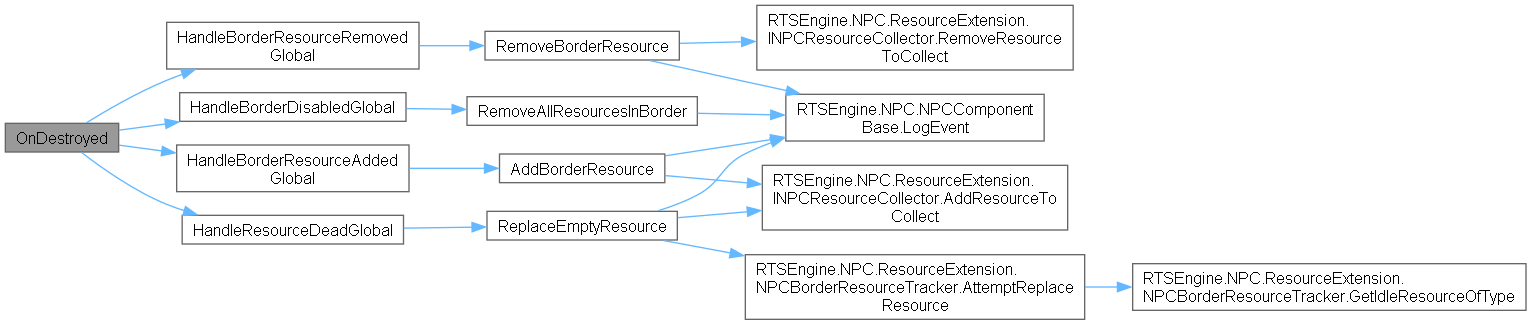 OnDestroyed
HandleBorderResourceRemoved
Global
RemoveBorderResource
RTSEngine.NPC.ResourceExtension.
INPCResourceCollector.RemoveResource
ToCollect
HandleBorderDisabledGlobal
RemoveAllResourcesInBorder
RTSEngine.NPC.NPCComponent
Base.LogEvent
HandleBorderResourceAdded
Global
AddBorderResource
RTSEngine.NPC.ResourceExtension.
INPCResourceCollector.AddResourceTo
Collect
HandleResourceDeadGlobal
ReplaceEmptyResource
RTSEngine.NPC.ResourceExtension.
NPCBorderResourceTracker.AttemptReplace
Resource
RTSEngine.NPC.ResourceExtension.
NPCBorderResourceTracker.GetIdleResourceOfType